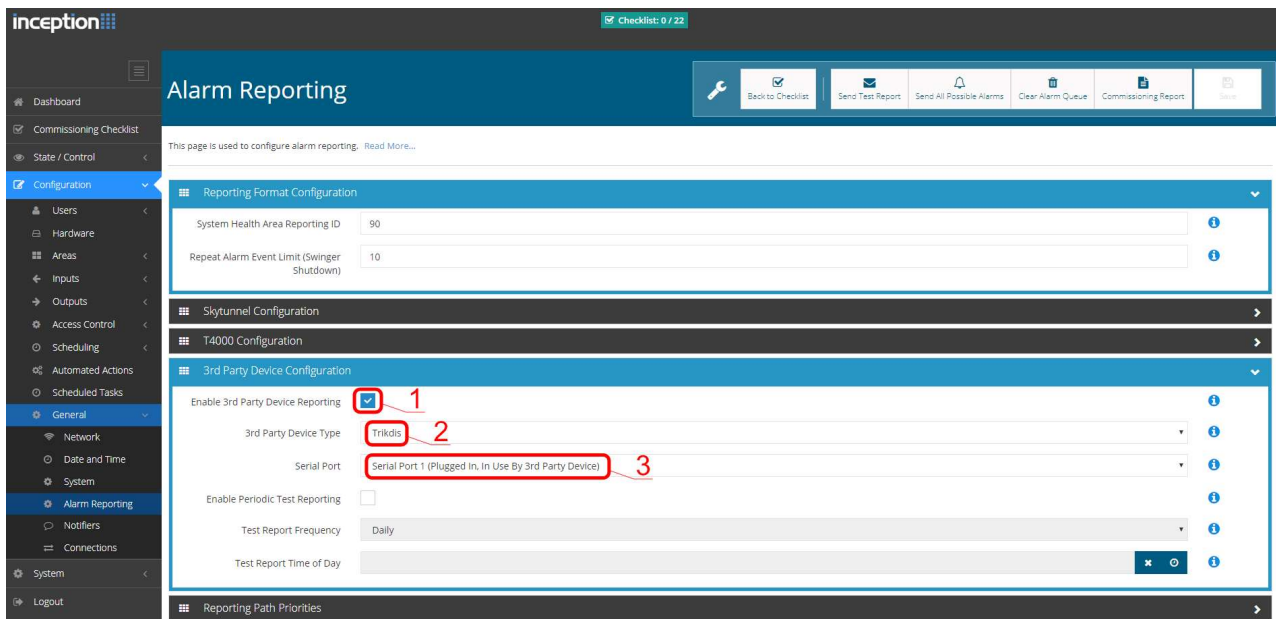 inception
Checklist: 0 / 22
Dashboard
Commissioning Checklist
State / Control
Configuration
Users
Hardware
Areas
Inputs
Outputs
Access Control
Scheduling
Automated Actions
Scheduled Tasks
General
Network
Date and Time
System
Alarm Reporting
Notifiers
Connections
System
Logout
Alarm Reporting
Back to Checklist
Send Test Report
Send All Possible Alarms
Clear Alarm Queue
Commissioning Report
Save
This page is used to configure alarm reporting. Read More...
Reporting Format Configuration
System Health Area Reporting ID 90
Repeat Alarm Event Limit (Swinger
Shutdown) 10
Skytunnel Configuration
T4000 Configuration
3rd Party Device Configuration
Enable 3rd Party Device Reporting 1
3rd Party Device Type Trikdis 2
Serial Port Serial Port 1 (Plugged In, In Use By 3rd Party Device) 3
Enable Periodic Test Reporting
Test Report Frequency Daily
Test Report Time of Day
Reporting Path Priorities